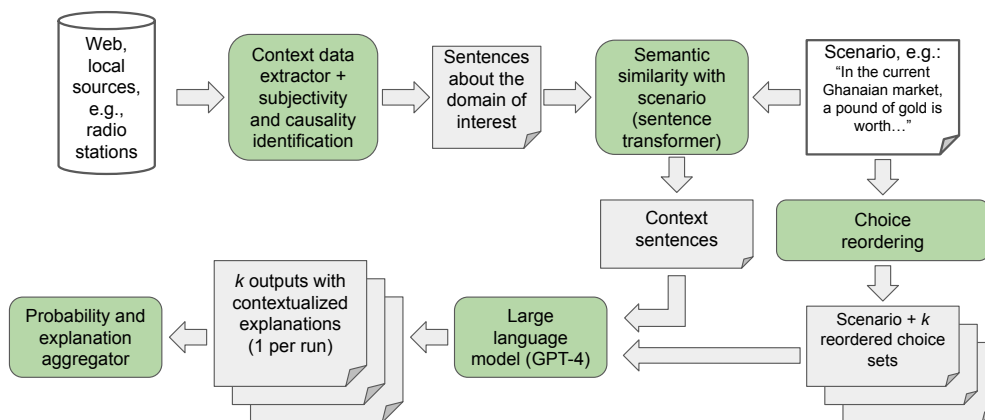 Web,
local
sources,
e.g.,
radio
stations
Context data
extractor +
subjectivity
and causality
identification
Sentences
about the
domain of
interest
Semantic
similarity with
scenario
(sentence
transformer)
Scenario, e.g.:
“In the current
Ghanaian market,
a pound of gold is
worth…”
Context
sentences
Choice
reordering
Probability and
explanation
aggregator
k outputs with
contextualized
explanations
(1 per run)
Large
language
model (GPT-4)
Scenario + k
reordered choice
sets